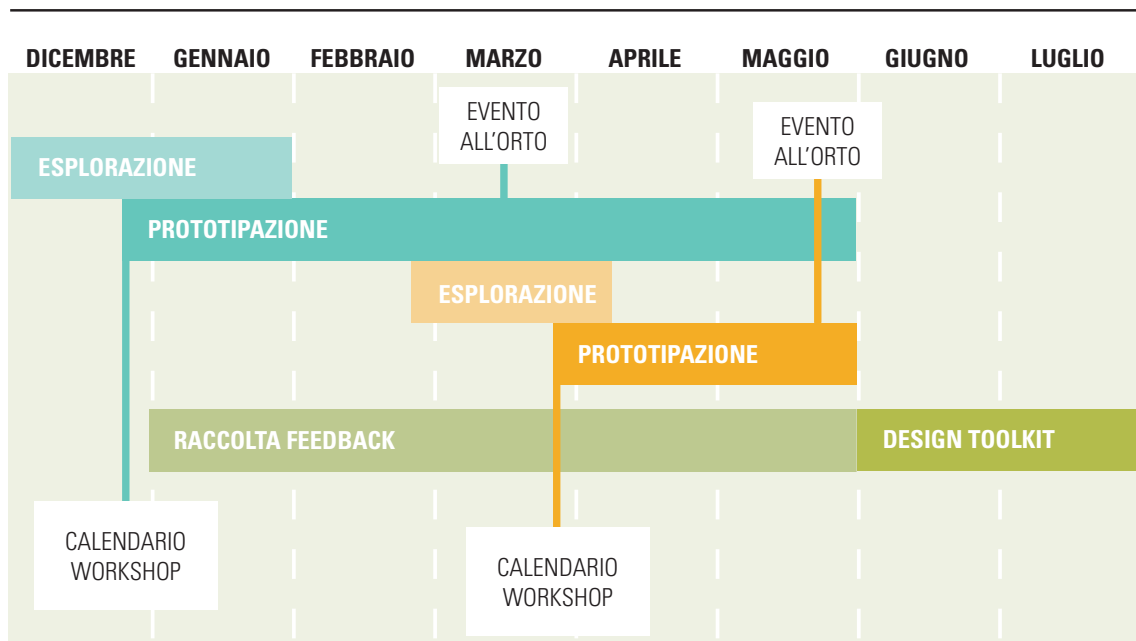 DICEMBRE GENNAIO FEBBRAIO MARZO APRILE MAGGIO GIUGNO LUGLIO
EVENTO
ALL'ORTO
EVENTO
ALL'ORTO
ESPLORAZIONE
PROTOTIPAZIONE
ESPLORAZIONE
PROTOTIPAZIONE
RACCOLTA FEEDBACK
DESIGN TOOLKIT
CALENDARIO
WORKSHOP
CALENDARIO
WORKSHOP